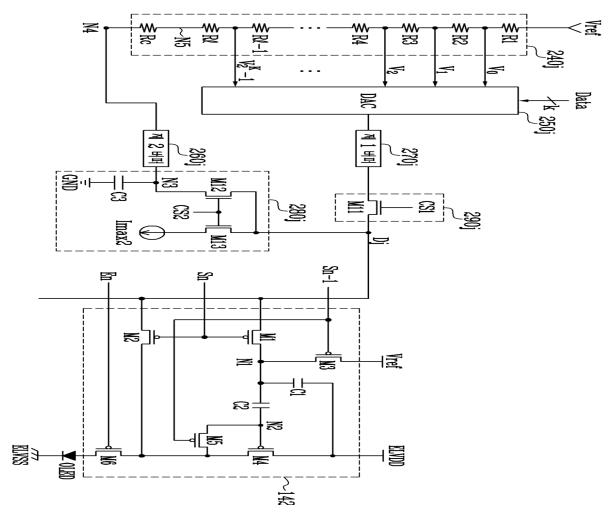 N4
Rc
N5
Rℓ
Rℓ-1
R4
R3
R2
R1
Vref
240j
V2^K-1
V2
V1
V0
DAC
Data
k
250j
제 2 버퍼
260j
제 1 버퍼
270j
GND
C3
N3
M12
CS2
M13
Imax2
280j
M11
CS1
290j
Dj
En
Sn
Sn-1
M2
M1
N1
M3
Vref
C1
C2
N2
M5
M4
M6
OLED
ELVSS
ELVDD
142